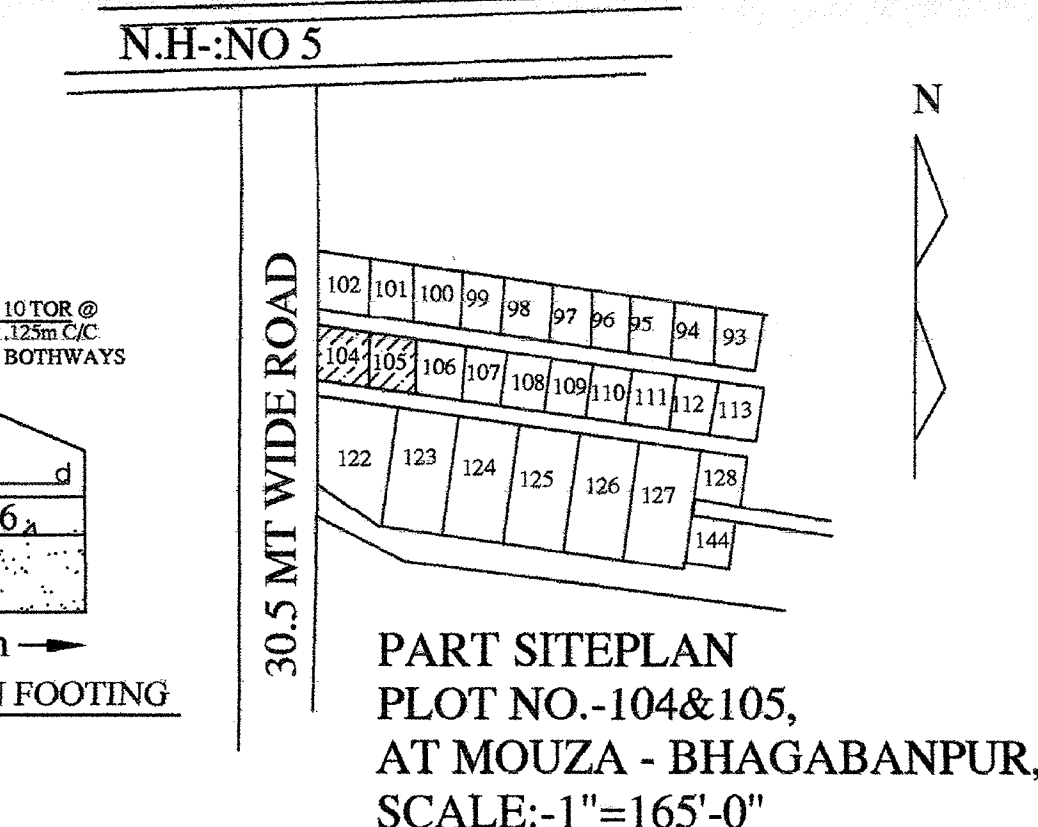 N.H-:NO 5
N
30.5 MT WIDE ROAD
102 101 100 99 98 97 96 95 94 93
104 105 106 107 108 109 110 111 112 113
122 123 124 125 126 127 128
144
10 TOR @
.125m C/C
BOTHWAYS
d
6
FOOTING
PART SITEPLAN
PLOT NO.-104&105,
AT MOUZA - BHAGABANPUR,
SCALE:-1"=165'-0"